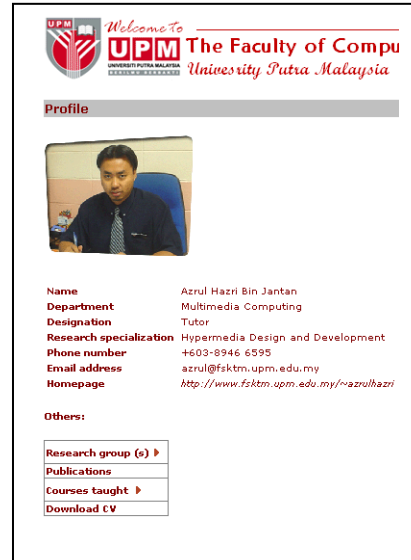 UPM
Welcome To
UPM
UNIVERSITI PUTRA MALAYSIA
BERILMU BERBAKTI
The Faculty of Compu
Univesrity Putra Malaysia
Profile
Name Azrul Hazri Bin Jantan
Department Multimedia Computing
Designation Tutor
Research specialization Hypermedia Design and Development
Phone number +603-8946 6595
Email address azrul@fsktm.upm.edu.my
Homepage http://www.fsktm.upm.edu.my/~azrulhazri
Others:
Research group (s)
Publications
Courses taught
Download CV